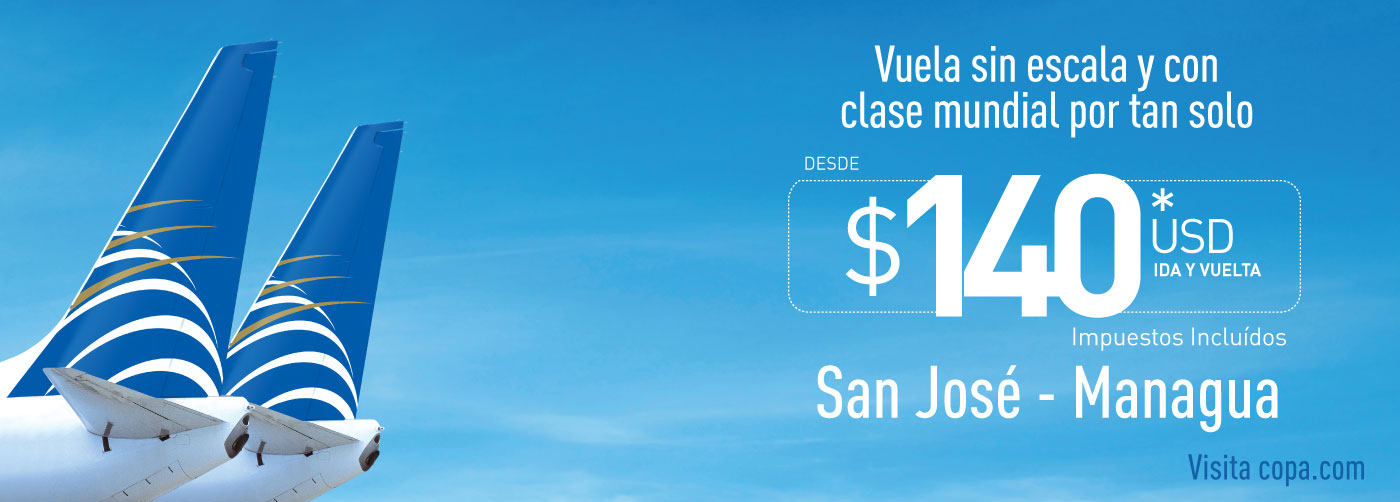 Vuela sin escala y con
clase mundial por tan solo
DESDE
$140*
USD
IDA Y VUELTA
Impuestos Incluídos
San José - Managua
Visita copa.com